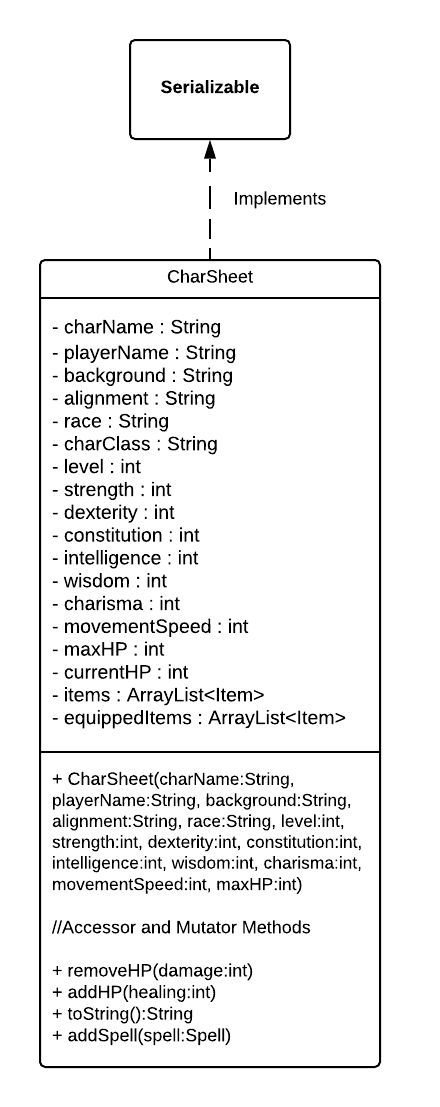 Serializable
Implements
CharSheet
- charName : String
- playerName : String
- background : String
- alignment : String
- race : String
- charClass : String
- level : int
- strength : int
- dexterity : int
- constitution : int
- intelligence : int
- wisdom : int
- charisma : int
- movementSpeed : int
- maxHP : int
- currentHP : int
- items : ArrayList<Item>
- equippedItems : ArrayList<Item>
+ CharSheet(charName:String,
playerName:String, background:String,
alignment:String, race:String, level:int,
strength:int, dexterity:int, constitution:int,
intelligence:int, wisdom:int, charisma:int,
movementSpeed:int, maxHP:int)
//Accessor and Mutator Methods
+ removeHP(damage:int)
+ addHP(healing:int)
+ toString():String
+ addSpell(spell:Spell)